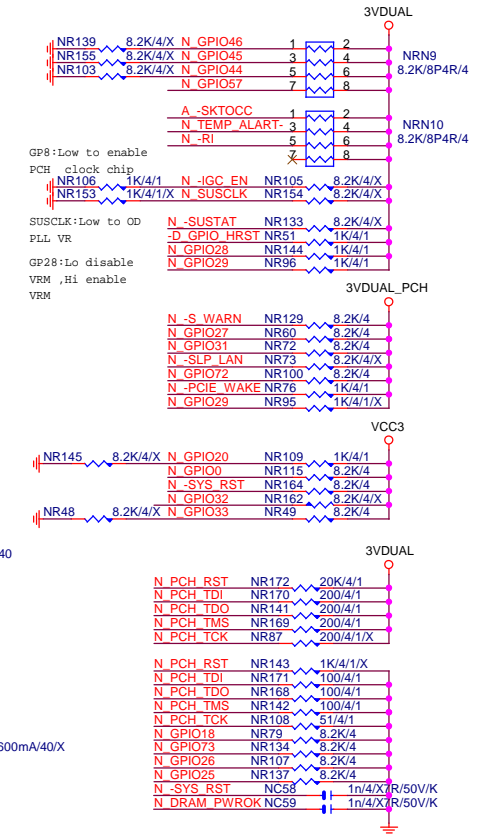 3VDUAL
NR139 8.2K/4/X N_GPIO46 1 2 NRN9
NR155 8.2K/4/X N_GPIO45 3 4 8.2K/8P4R/4
NR103 8.2K/4/X N_GPIO44 5 6
N_GPIO57 7 8
A_-SKTOCC 1 2 NRN10
N_TEMP_ALART- 3 4 8.2K/8P4R/4
N_-RI 5 6
7 8
GP8:Low to enable
PCH clock chip
NR106 1K/4/1 N_-IGC_EN NR105 8.2K/4/X
NR153 1K/4/1/X N_SUSCLK NR154 8.2K/4/X
SUSCLK:Low to OD
PLL VR
N_-SUSTAT NR133 8.2K/4/X
-D_GPIO_HRST NR51 1K/4/1
N_GPIO28 NR144 1K/4/1
N_GPIO29 NR96 1K/4/1
GP28:Lo disable
VRM ,Hi enable
VRM
3VDUAL_PCH
N_-S_WARN NR129 8.2K/4
N_GPIO27 NR60 8.2K/4
N_GPIO31 NR72 8.2K/4
N_-SLP_LAN NR73 8.2K/4/X
N_GPIO72 NR100 8.2K/4
N_-PCIE_WAKE NR76 1K/4/1
N_GPIO29 NR95 1K/4/1/X
VCC3
NR145 8.2K/4/X N_GPIO20 NR109 1K/4/1
N_GPIO0 NR115 8.2K/4
N_-SYS_RST NR164 8.2K/4
N_GPIO32 NR162 8.2K/4/X
NR48 8.2K/4/X N_GPIO33 NR49 8.2K/4
40
3VDUAL
N_PCH_RST NR172 20K/4/1
N_PCH_TDI NR170 200/4/1
N_PCH_TDO NR141 200/4/1
N_PCH_TMS NR169 200/4/1
N_PCH_TCK NR87 200/4/1/X
N_PCH_RST NR143 1K/4/1/X
N_PCH_TDI NR171 100/4/1
N_PCH_TDO NR168 100/4/1
N_PCH_TMS NR142 100/4/1
N_PCH_TCK NR108 51/4/1
N_GPIO18 NR79 8.2K/4
N_GPIO73 NR134 8.2K/4
N_GPIO26 NR107 8.2K/4
N_GPIO25 NR137 8.2K/4
N_-SYS_RST NC58 1n/4/X7R/50V/K
N_DRAM_PWROK NC59 1n/4/X7R/50V/K
600mA/40/X